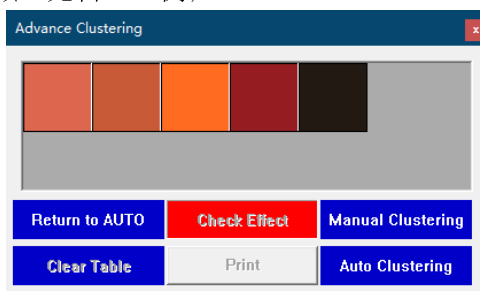 Advance Clustering
x
Return to AUTO Check Effect Manual Clustering
Clear Table Print Auto Clustering